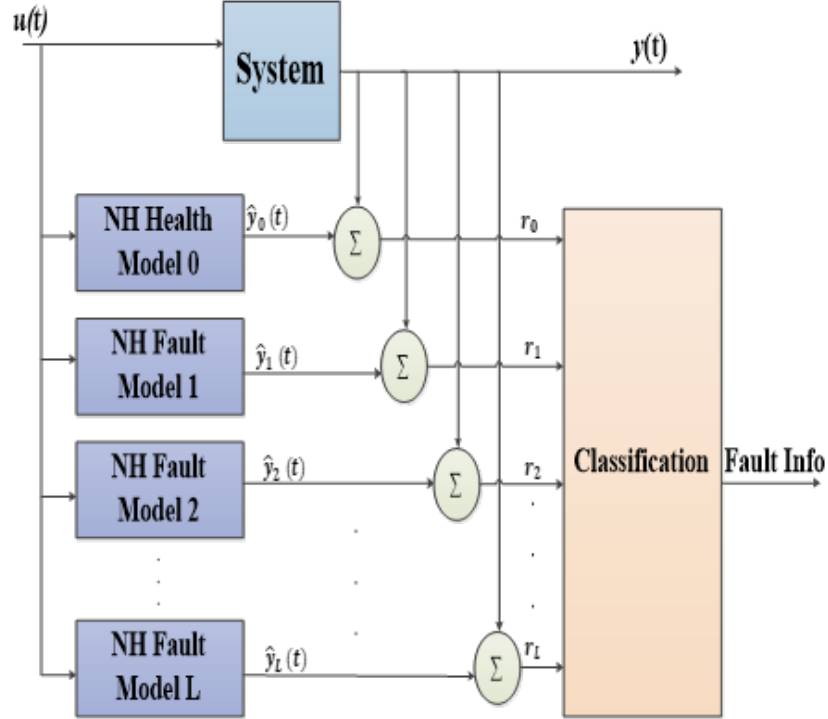 u(t)
System
y(t)
NH Health
Model 0
ŷ₀(t)
Σ
r₀
NH Fault
Model 1
ŷ₁(t)
Σ
r₁
NH Fault
Model 2
ŷ₂(t)
Σ
r₂
Classification
Fault Info
NH Fault
Model L
ŷ_L(t)
Σ
r_L